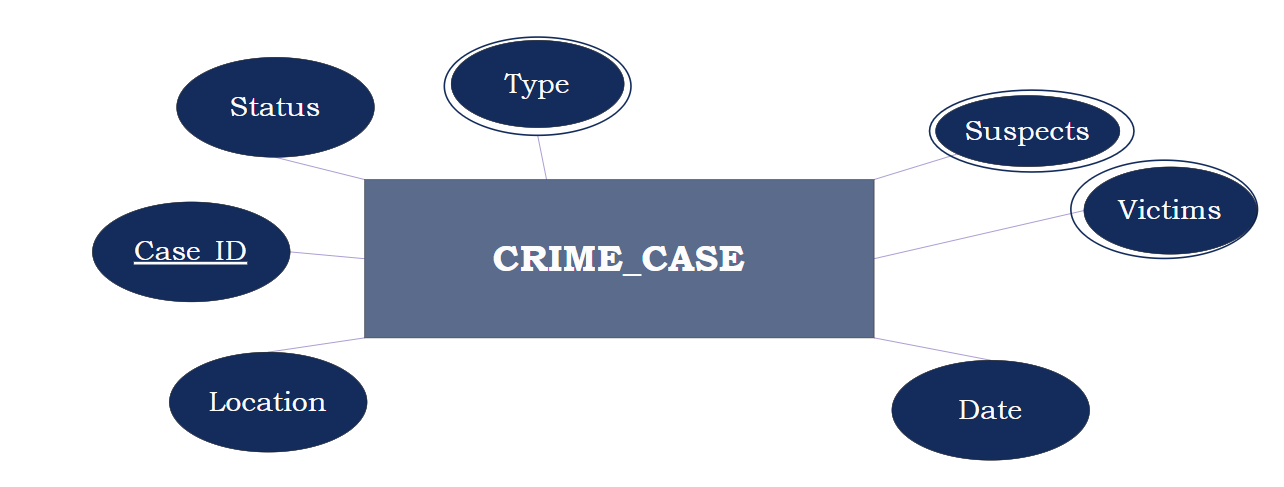 Type
Status
Suspects
Victims
Case_ID
CRIME_CASE
Location
Date